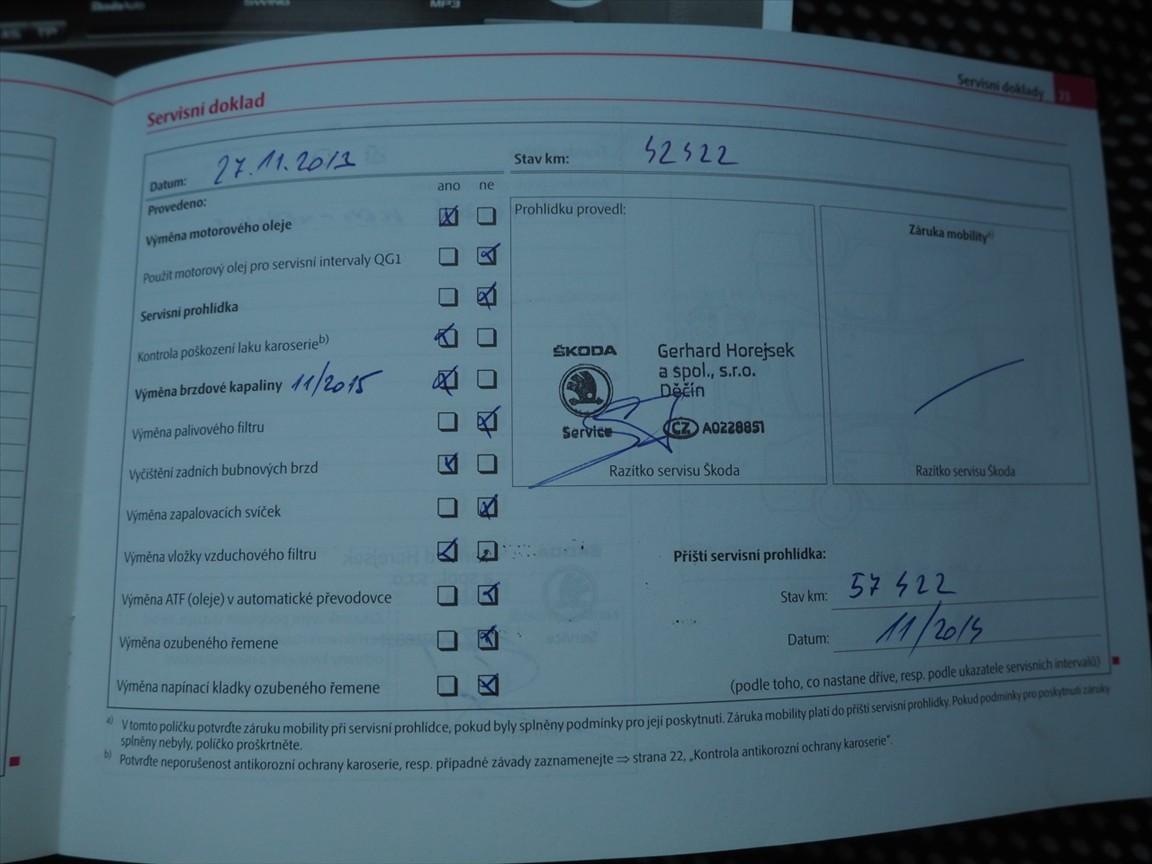 MP3
Servisní doklady 23
Servisní doklad
Datum: 27.11.2013 Stav km: 42422
Provedeno: ano ne
Prohlídku provedl:
Záruka mobility a)
Výměna motorového oleje
Použit motorový olej pro servisní intervaly QG1
Servisní prohlídka
Kontrola poškození laku karoserie b)
Výměna brzdové kapaliny 11/2015
Výměna palivového filtru
Vyčištění zadních bubnových brzd
Výměna zapalovacích svíček
Výměna vložky vzduchového filtru
Výměna ATF (oleje) v automatické převodovce
Výměna ozubeného řemene
Výměna napínací kladky ozubeného řemene
ŠKODA
Service
Gerhard Horejsek
a spol., s.r.o.
Děčín
CZ A0228851
Razítko servisu Škoda
Razítko servisu Škoda
Příští servisní prohlídka:
Stav km: 57422
Datum: 11/2014
(podle toho, co nastane dříve, resp. podle ukazatele servisních intervalů)
a) V tomto políčku potvrďte záruku mobility při servisní prohlídce, pokud byly splněny podmínky pro její poskytnutí. Záruka mobility platí do příští servisní prohlídky. Pokud podmínky pro poskytnutí záruky
splněny nebyly, políčko proškrtněte.
b) Potvrďte neporušenost antikorozní ochrany karoserie, resp. případné závady zaznamenejte ⇒ strana 22, „Kontrola antikorozní ochrany karoserie".